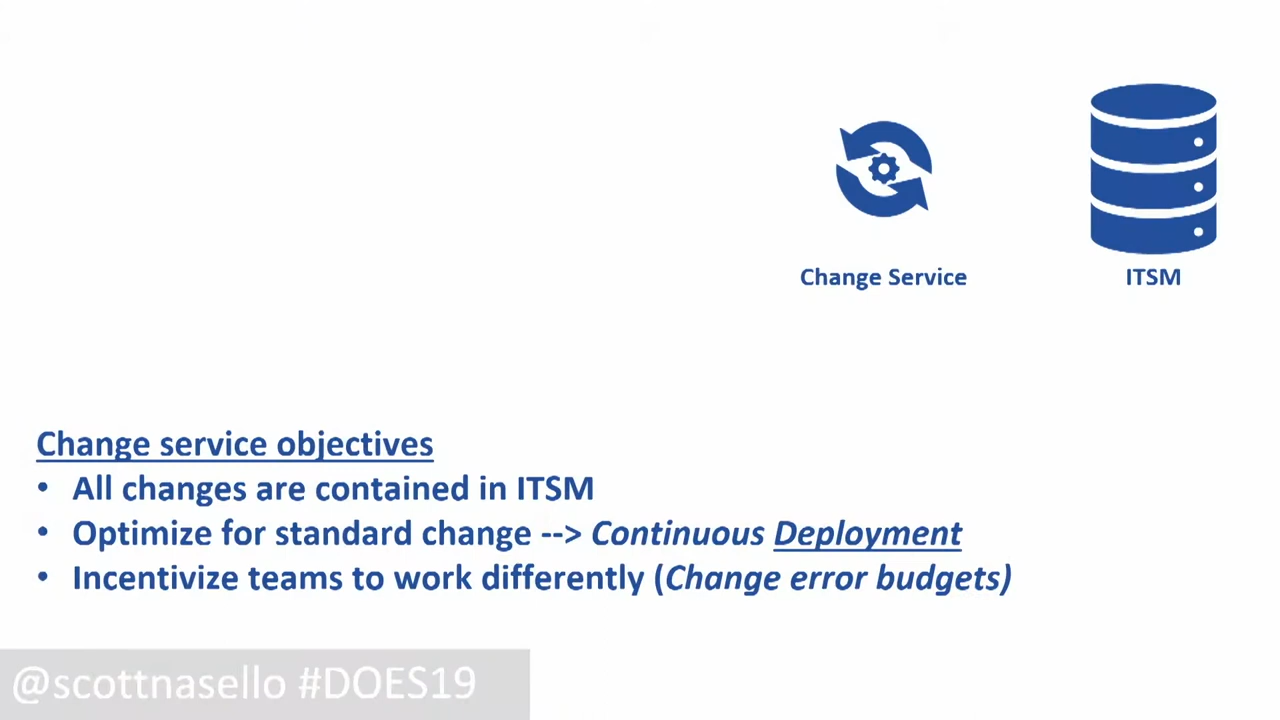 Change Service
ITSM
Change service objectives
• All changes are contained in ITSM
• Optimize for standard change --> Continuous Deployment
• Incentivize teams to work differently (Change error budgets)
@scottnasello #DOES19